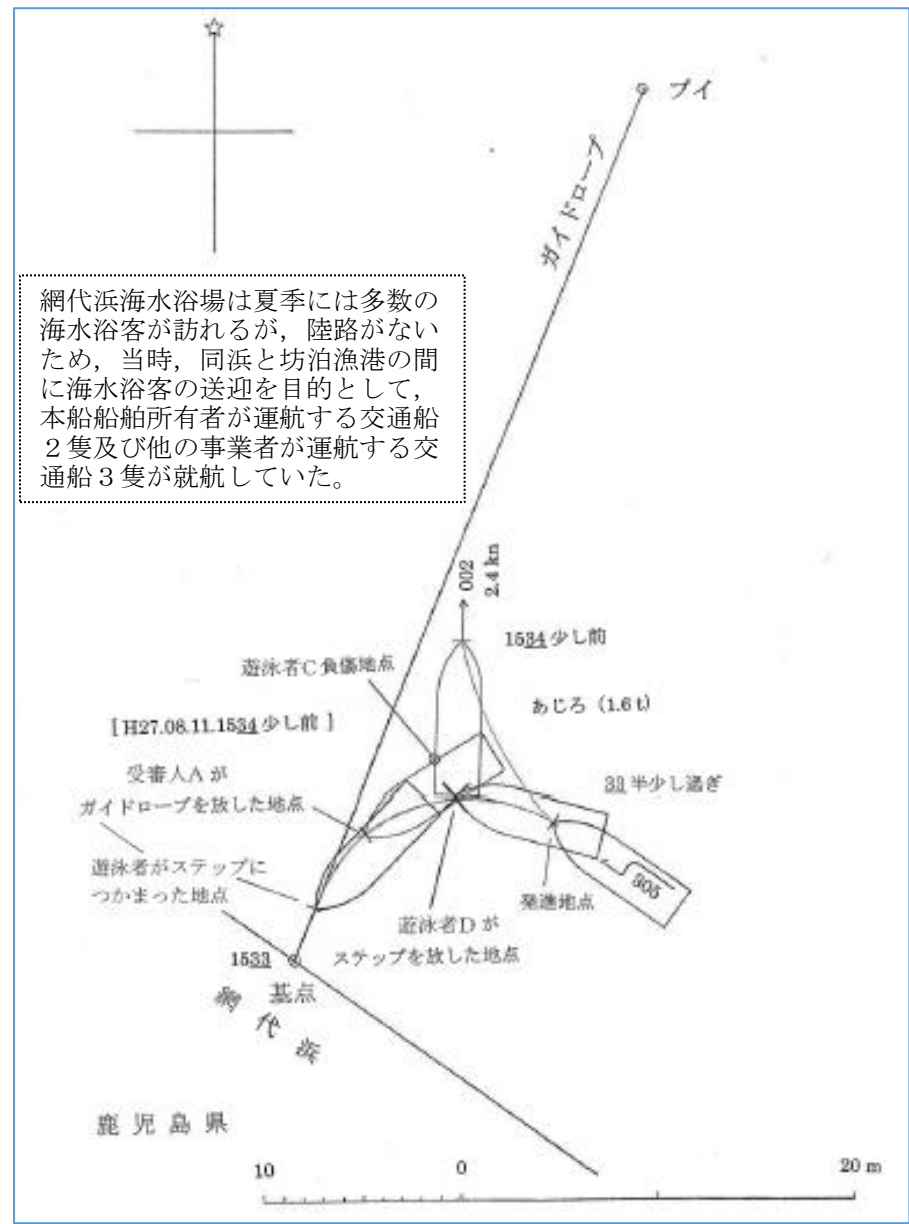 ブイ
ガイドロープ
網代浜海水浴場は夏季には多数の
海水浴客が訪れるが，陸路がない
ため，当時，同浜と坊泊漁港の間
に海水浴客の送迎を目的として，
本船船舶所有者が運航する交通船
２隻及び他の事業者が運航する交
通船３隻が就航していた。
002
2.4 kn
1534 少し前
遊泳者C負傷地点
あじろ（1.6 t）
[ H27.08.11.1534 少し前 ]
33 半少し過ぎ
受審人A が
ガイドロープを放した地点
遊泳者がステップに
つかまった地点
305
発進地点
遊泳者D が
ステップを放した地点
1533
基点
網代浜
鹿児島県
10 0 20 m